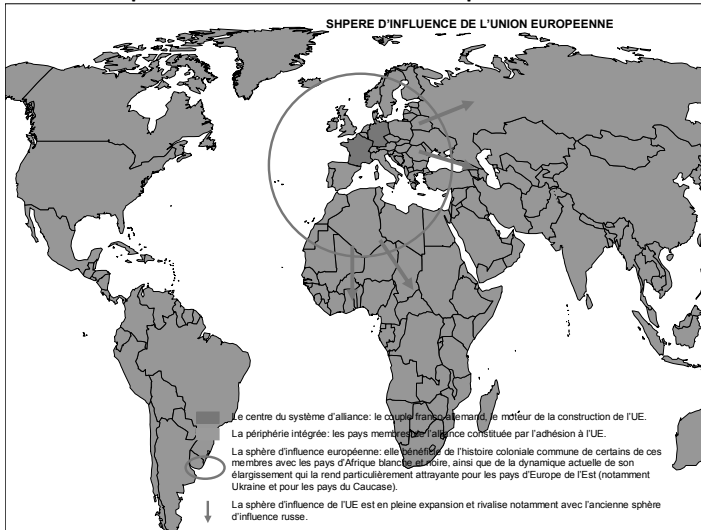 SHPERE D'INFLUENCE DE L'UNION EUROPEENNE
Le centre du système d'alliance: le couple franco-allemand, le moteur de la construction de l'UE.
La périphérie intégrée: les pays membres de l'alliance constituée par l'adhésion à l'UE.
La sphère d'influence européenne: elle bénéficie de l'histoire coloniale commune de certains de ces
membres avec les pays d'Afrique blanche et noire, ainsi que de la dynamique actuelle de son
élargissement qui la rend particulièrement attrayante pour les pays d'Europe de l'Est (notamment
Ukraine et pour les pays du Caucase).
La sphère d'influence de l'UE est en pleine expansion et rivalise notamment avec l'ancienne sphère
d'influence russe.